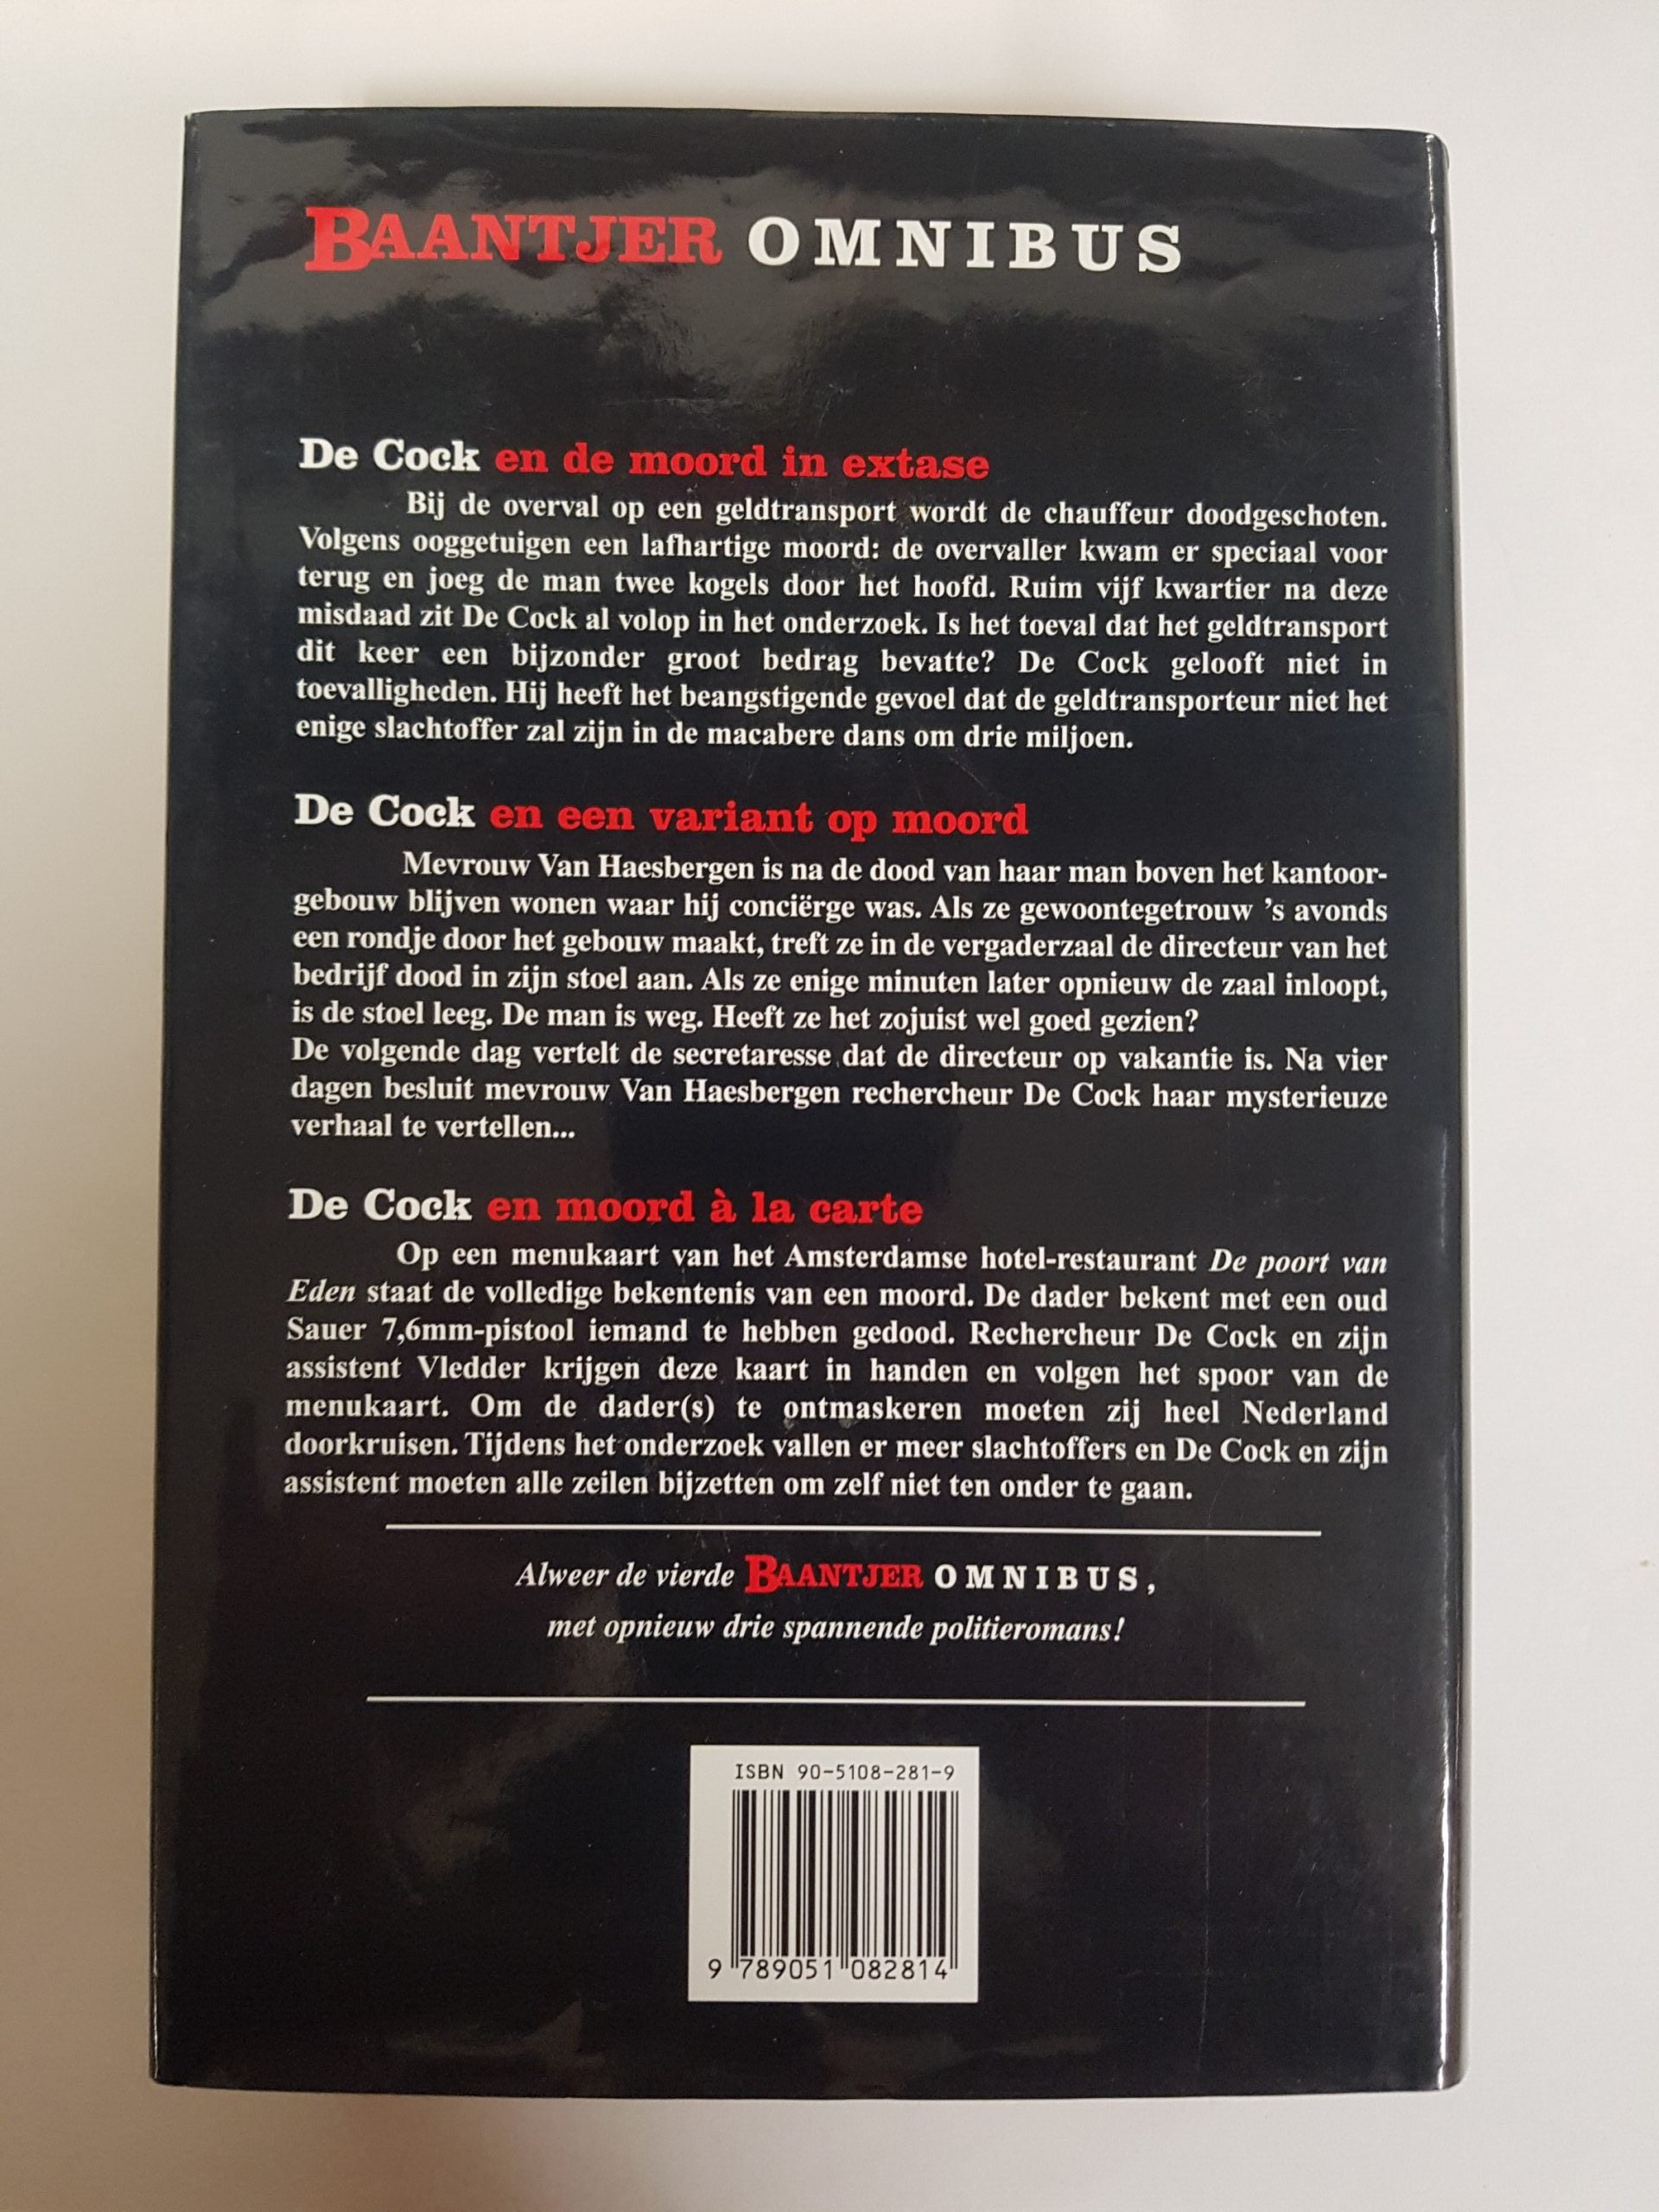 BAANTJER OMNIBUS
De Cock en de moord in extase
Bij de overval op een geldtransport wordt de chauffeur doodgeschoten.
Volgens ooggetuigen een lafhartige moord: de overvaller kwam er speciaal voor
terug en joeg de man twee kogels door het hoofd. Ruim vijf kwartier na deze
misdaad zit De Cock al volop in het onderzoek. Is het toeval dat het geldtransport
dit keer een bijzonder groot bedrag bevatte? De Cock gelooft niet in
toevalligheden. Hij heeft het beangstigende gevoel dat de geldtransporteur niet het
enige slachtoffer zal zijn in de macabere dans om drie miljoen.
De Cock en een variant op moord
Mevrouw Van Haesbergen is na de dood van haar man boven het kantoor-
gebouw blijven wonen waar hij conciërge was. Als ze gewoontegetrouw 's avonds
een rondje door het gebouw maakt, treft ze in de vergaderzaal de directeur van het
bedrijf dood in zijn stoel aan. Als ze enige minuten later opnieuw de zaal inloopt,
is de stoel leeg. De man is weg. Heeft ze het zojuist wel goed gezien?
De volgende dag vertelt de secretaresse dat de directeur op vakantie is. Na vier
dagen besluit mevrouw Van Haesbergen rechercheur De Cock haar mysterieuze
verhaal te vertellen...
De Cock en moord à la carte
Op een menukaart van het Amsterdamse hotel-restaurant De poort van
Eden staat de volledige bekentenis van een moord. De dader bekent met een oud
Sauer 7,6mm-pistool iemand te hebben gedood. Rechercheur De Cock en zijn
assistent Vledder krijgen deze kaart in handen en volgen het spoor van de
menukaart. Om de dader(s) te ontmaskeren moeten zij heel Nederland
doorkruisen. Tijdens het onderzoek vallen er meer slachtoffers en De Cock en zijn
assistent moeten alle zeilen bijzetten om zelf niet ten onder te gaan.
Alweer de vierde BAANTJER OMNIBUS,
met opnieuw drie spannende politieromans!
ISBN 90-5108-281-9
9 789051 082814